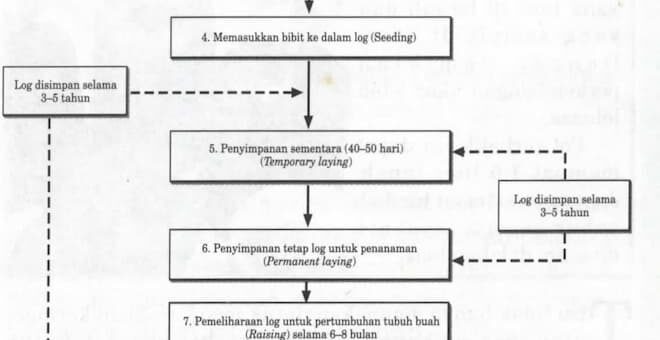 4. Memasukkan bibit ke dalam log (Seeding)
Log disimpan selama
3–5 tahun
5. Penyimpanan sementara (40–50 hari)
(Temporary laying)
Log disimpan selama
3–5 tahun
6. Penyimpanan tetap log untuk penanaman
(Permanent laying)
7. Pemeliharaan log untuk pertumbuhan tubuh buah
(Raising) selama 6–8 bulan